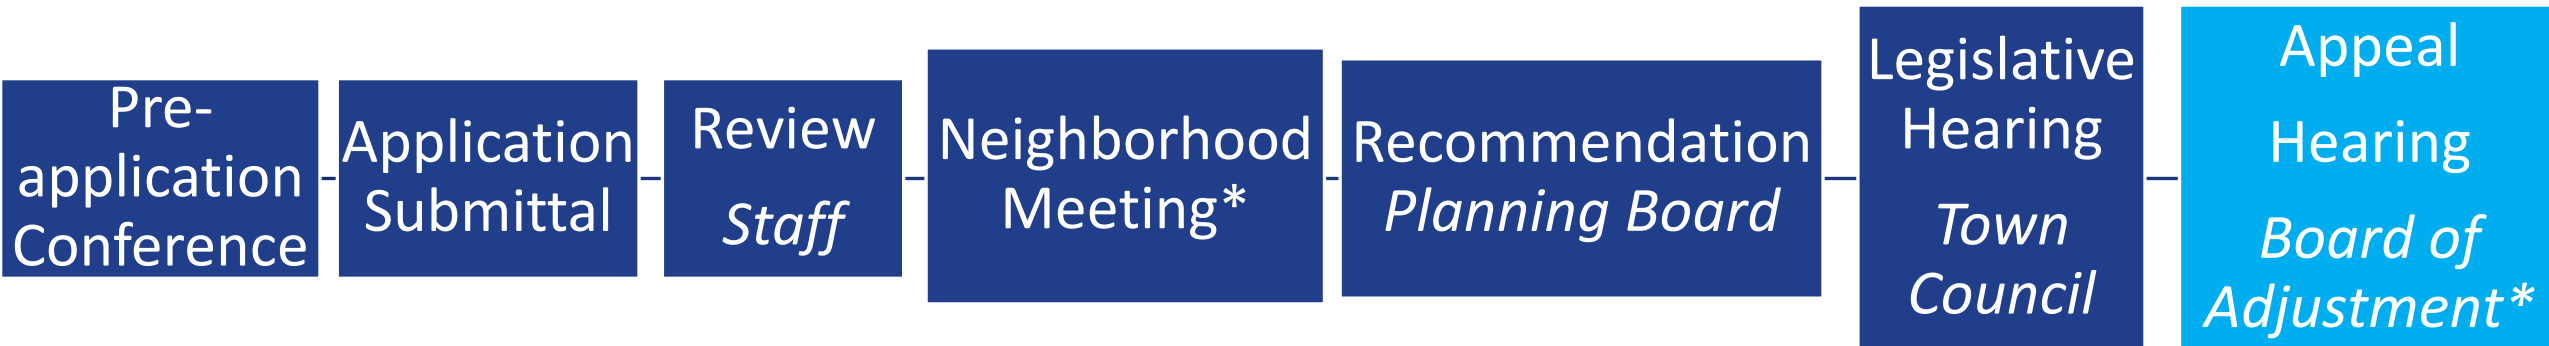 Pre-
application
Conference
Application
Submittal
Review
Staff
Neighborhood
Meeting*
Recommendation
Planning Board
Legislative
Hearing
Town
Council
Appeal
Hearing
Board of
Adjustment*